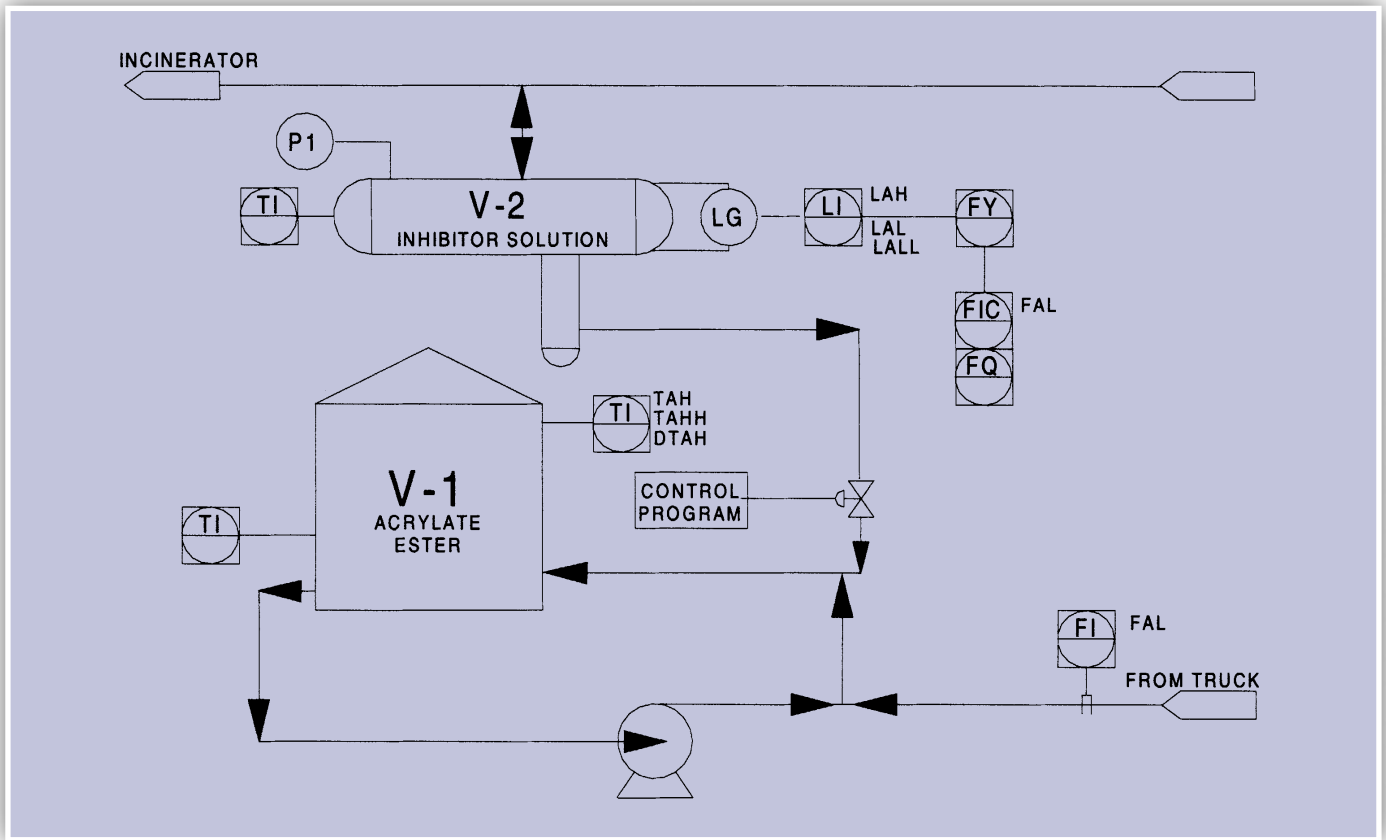 INCINERATOR
P1
TI
V-2
INHIBITOR SOLUTION
LG
LI
LAH
LAL
LALL
FY
FIC
FAL
FQ
TI
TAH
TAHH
DTAH
V-1
ACRYLATE
ESTER
CONTROL
PROGRAM
TI
FI
FAL
FROM TRUCK